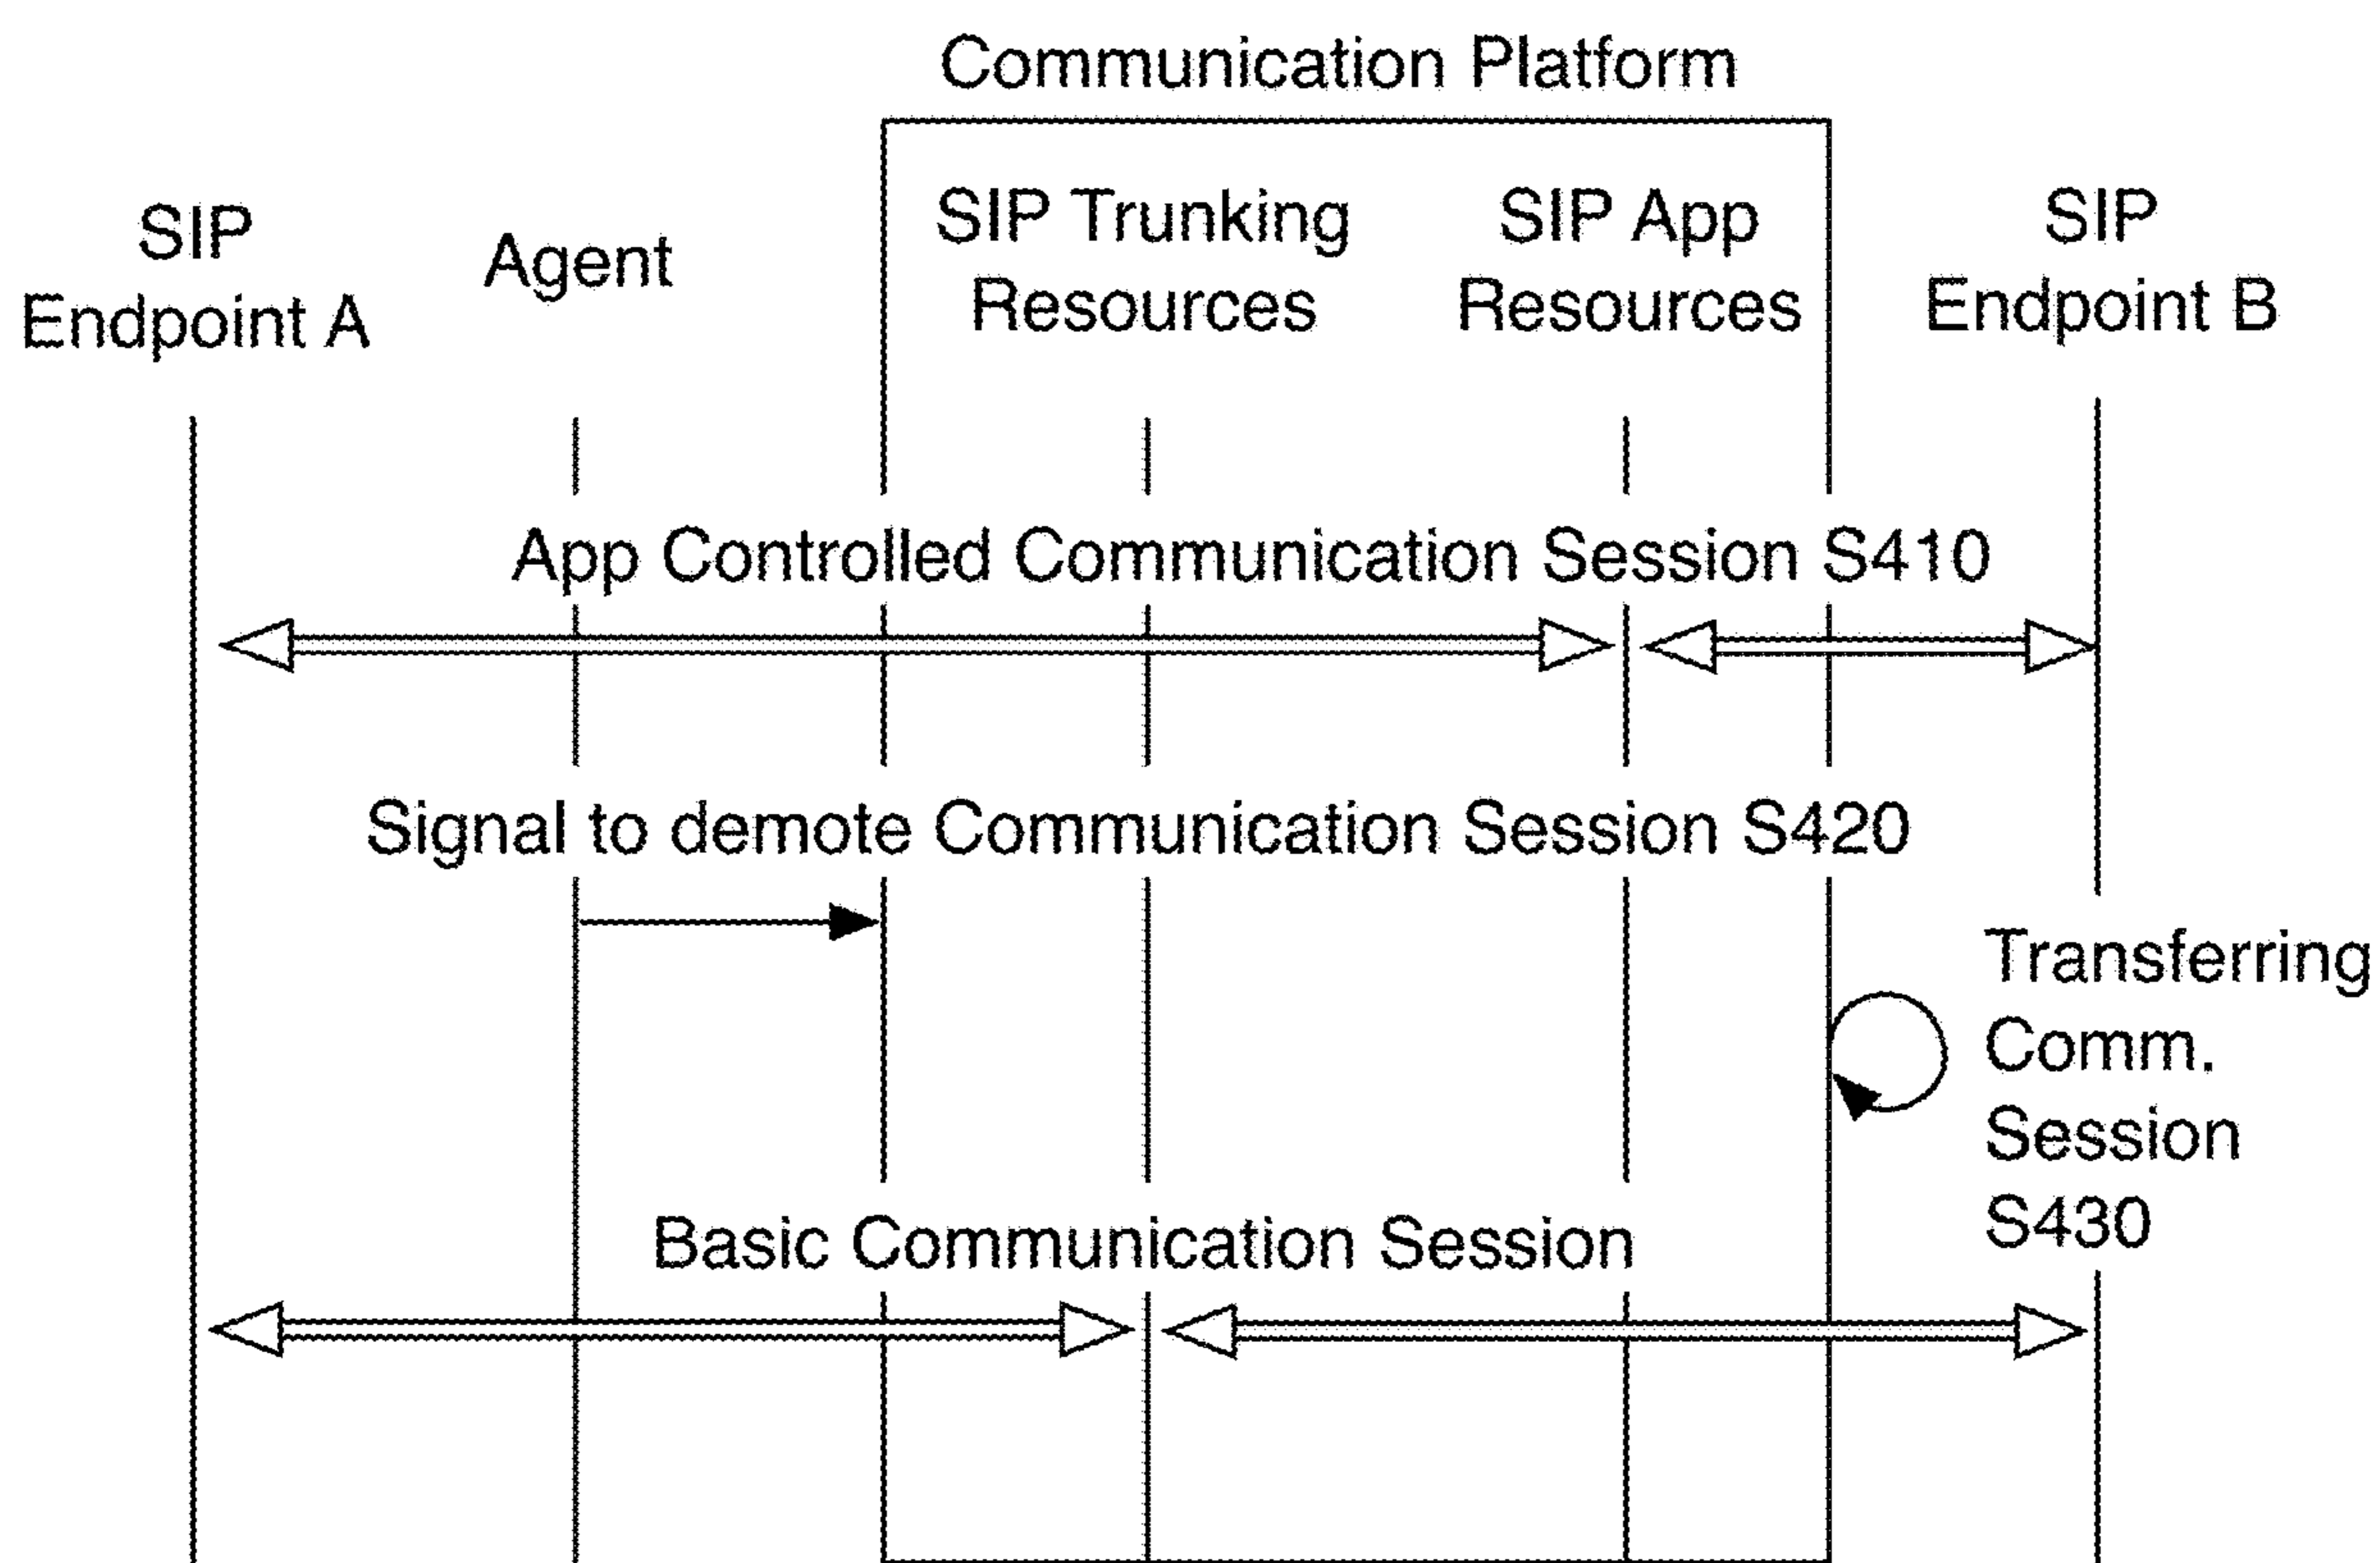 Communication Platform
SIP
Endpoint A
Agent
SIP Trunking
Resources
SIP App
Resources
SIP
Endpoint B
App Controlled Communication Session S410
Signal to demote Communication Session S420
Transferring
Comm.
Session
S430
Basic Communication Session